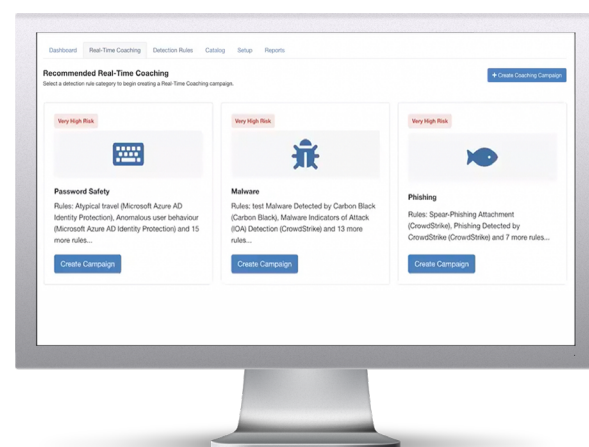 Dashboard Real-Time Coaching Detection Rules Catalog Setup Reports
Recommended Real-Time Coaching
Select a detection rule category to begin creating a Real-Time Coaching campaign.
+ Create Coaching Campaign
Very High Risk
Password Safety
Rules: Atypical travel (Microsoft Azure AD
Identity Protection), Anomalous user behaviour
(Microsoft Azure AD Identity Protection) and 15
more rules...
Create Campaign
Very High Risk
Malware
Rules: test Malware Detected by Carbon Black
(Carbon Black), Malware Indicators of Attack
(IOA) Detection (CrowdStrike) and 13 more
rules...
Create Campaign
Very High Risk
Phishing
Rules: Spear-Phishing Attachment
(CrowdStrike), Phishing Detected by
CrowdStrike (CrowdStrike) and 7 more rules...
Create Campaign